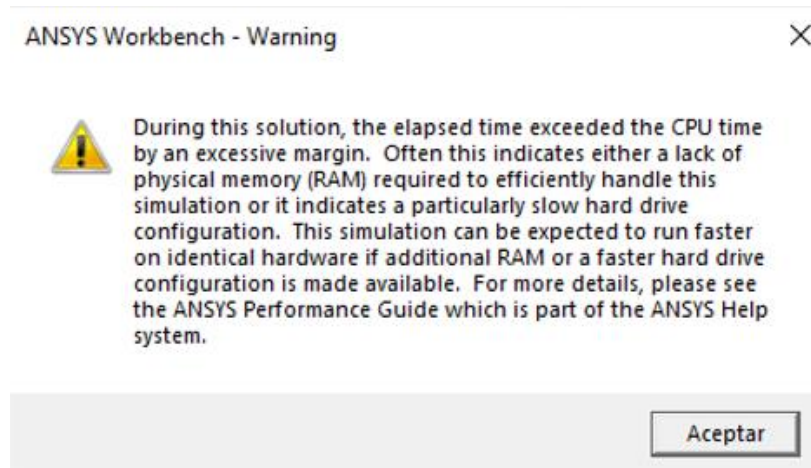 ANSYS Workbench - Warning
During this solution, the elapsed time exceeded the CPU time
by an excessive margin.  Often this indicates either a lack of
physical memory (RAM) required to efficiently handle this
simulation or it indicates a particularly slow hard drive
configuration.  This simulation can be expected to run faster
on identical hardware if additional RAM or a faster hard drive
configuration is made available.  For more details, please see
the ANSYS Performance Guide which is part of the ANSYS Help
system.
Aceptar